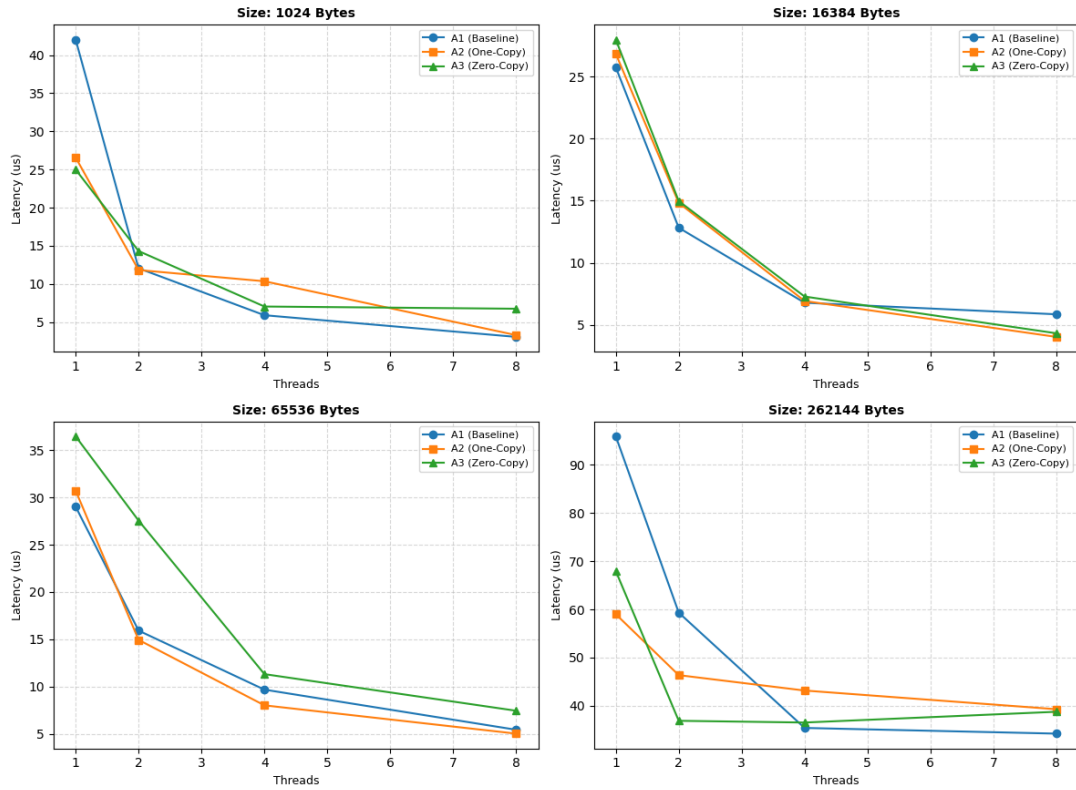 Size: 1024 Bytes
A1 (Baseline)
A2 (One-Copy)
A3 (Zero-Copy)
Latency (us)
40
35
30
25
20
15
10
5
1 2 3 4 5 6 7 8
Threads
Size: 16384 Bytes
A1 (Baseline)
A2 (One-Copy)
A3 (Zero-Copy)
Latency (us)
25
20
15
10
5
1 2 3 4 5 6 7 8
Threads
Size: 65536 Bytes
A1 (Baseline)
A2 (One-Copy)
A3 (Zero-Copy)
Latency (us)
35
30
25
20
15
10
5
1 2 3 4 5 6 7 8
Threads
Size: 262144 Bytes
A1 (Baseline)
A2 (One-Copy)
A3 (Zero-Copy)
Latency (us)
90
80
70
60
50
40
1 2 3 4 5 6 7 8
Threads